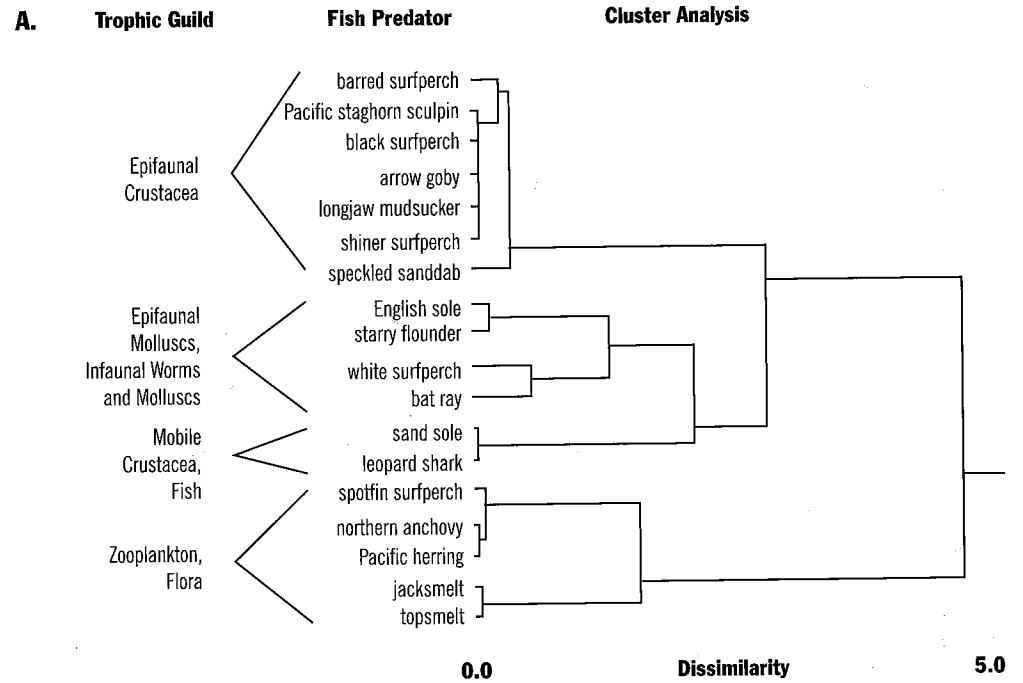 A.
Trophic Guild
Fish Predator
Cluster Analysis
Epifaunal
Crustacea
barred surfperch
Pacific staghorn sculpin
black surfperch
arrow goby
longjaw mudsucker
shiner surfperch
speckled sanddab
Epifaunal
Molluscs,
Infaunal Worms
and Molluscs
English sole
starry flounder
white surfperch
bat ray
Mobile
Crustacea,
Fish
sand sole
leopard shark
Zooplankton,
Flora
spotfin surfperch
northern anchovy
Pacific herring
jacksmelt
topsmelt
0.0
Dissimilarity
5.0